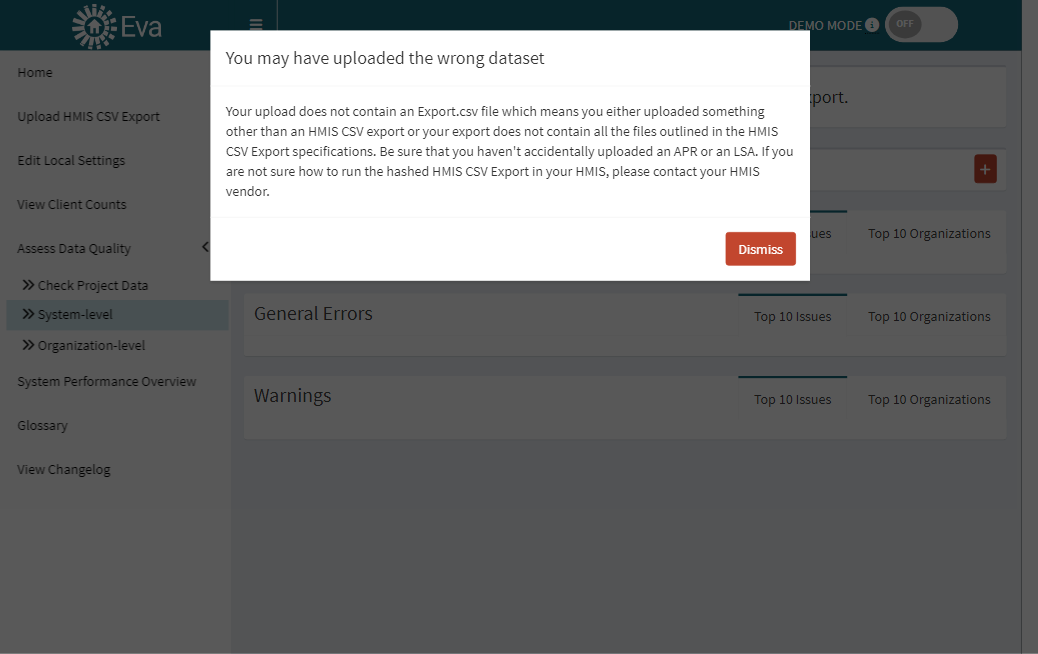 Eva
DEMO MODE
OFF
You may have uploaded the wrong dataset
Your upload does not contain an Export.csv file which means you either uploaded something
other than an HMIS CSV export or your export does not contain all the files outlined in the HMIS
CSV Export specifications. Be sure that you haven't accidentally uploaded an APR or an LSA. If you
are not sure how to run the hashed HMIS CSV Export in your HMIS, please contact your HMIS
vendor.
Dismiss
Home
Upload HMIS CSV Export
Edit Local Settings
View Client Counts
Assess Data Quality
Check Project Data
System-level
Organization-level
System Performance Overview
Glossary
View Changelog
Top 10 Organizations
General Errors
Top 10 Issues
Top 10 Organizations
Warnings
Top 10 Issues
Top 10 Organizations